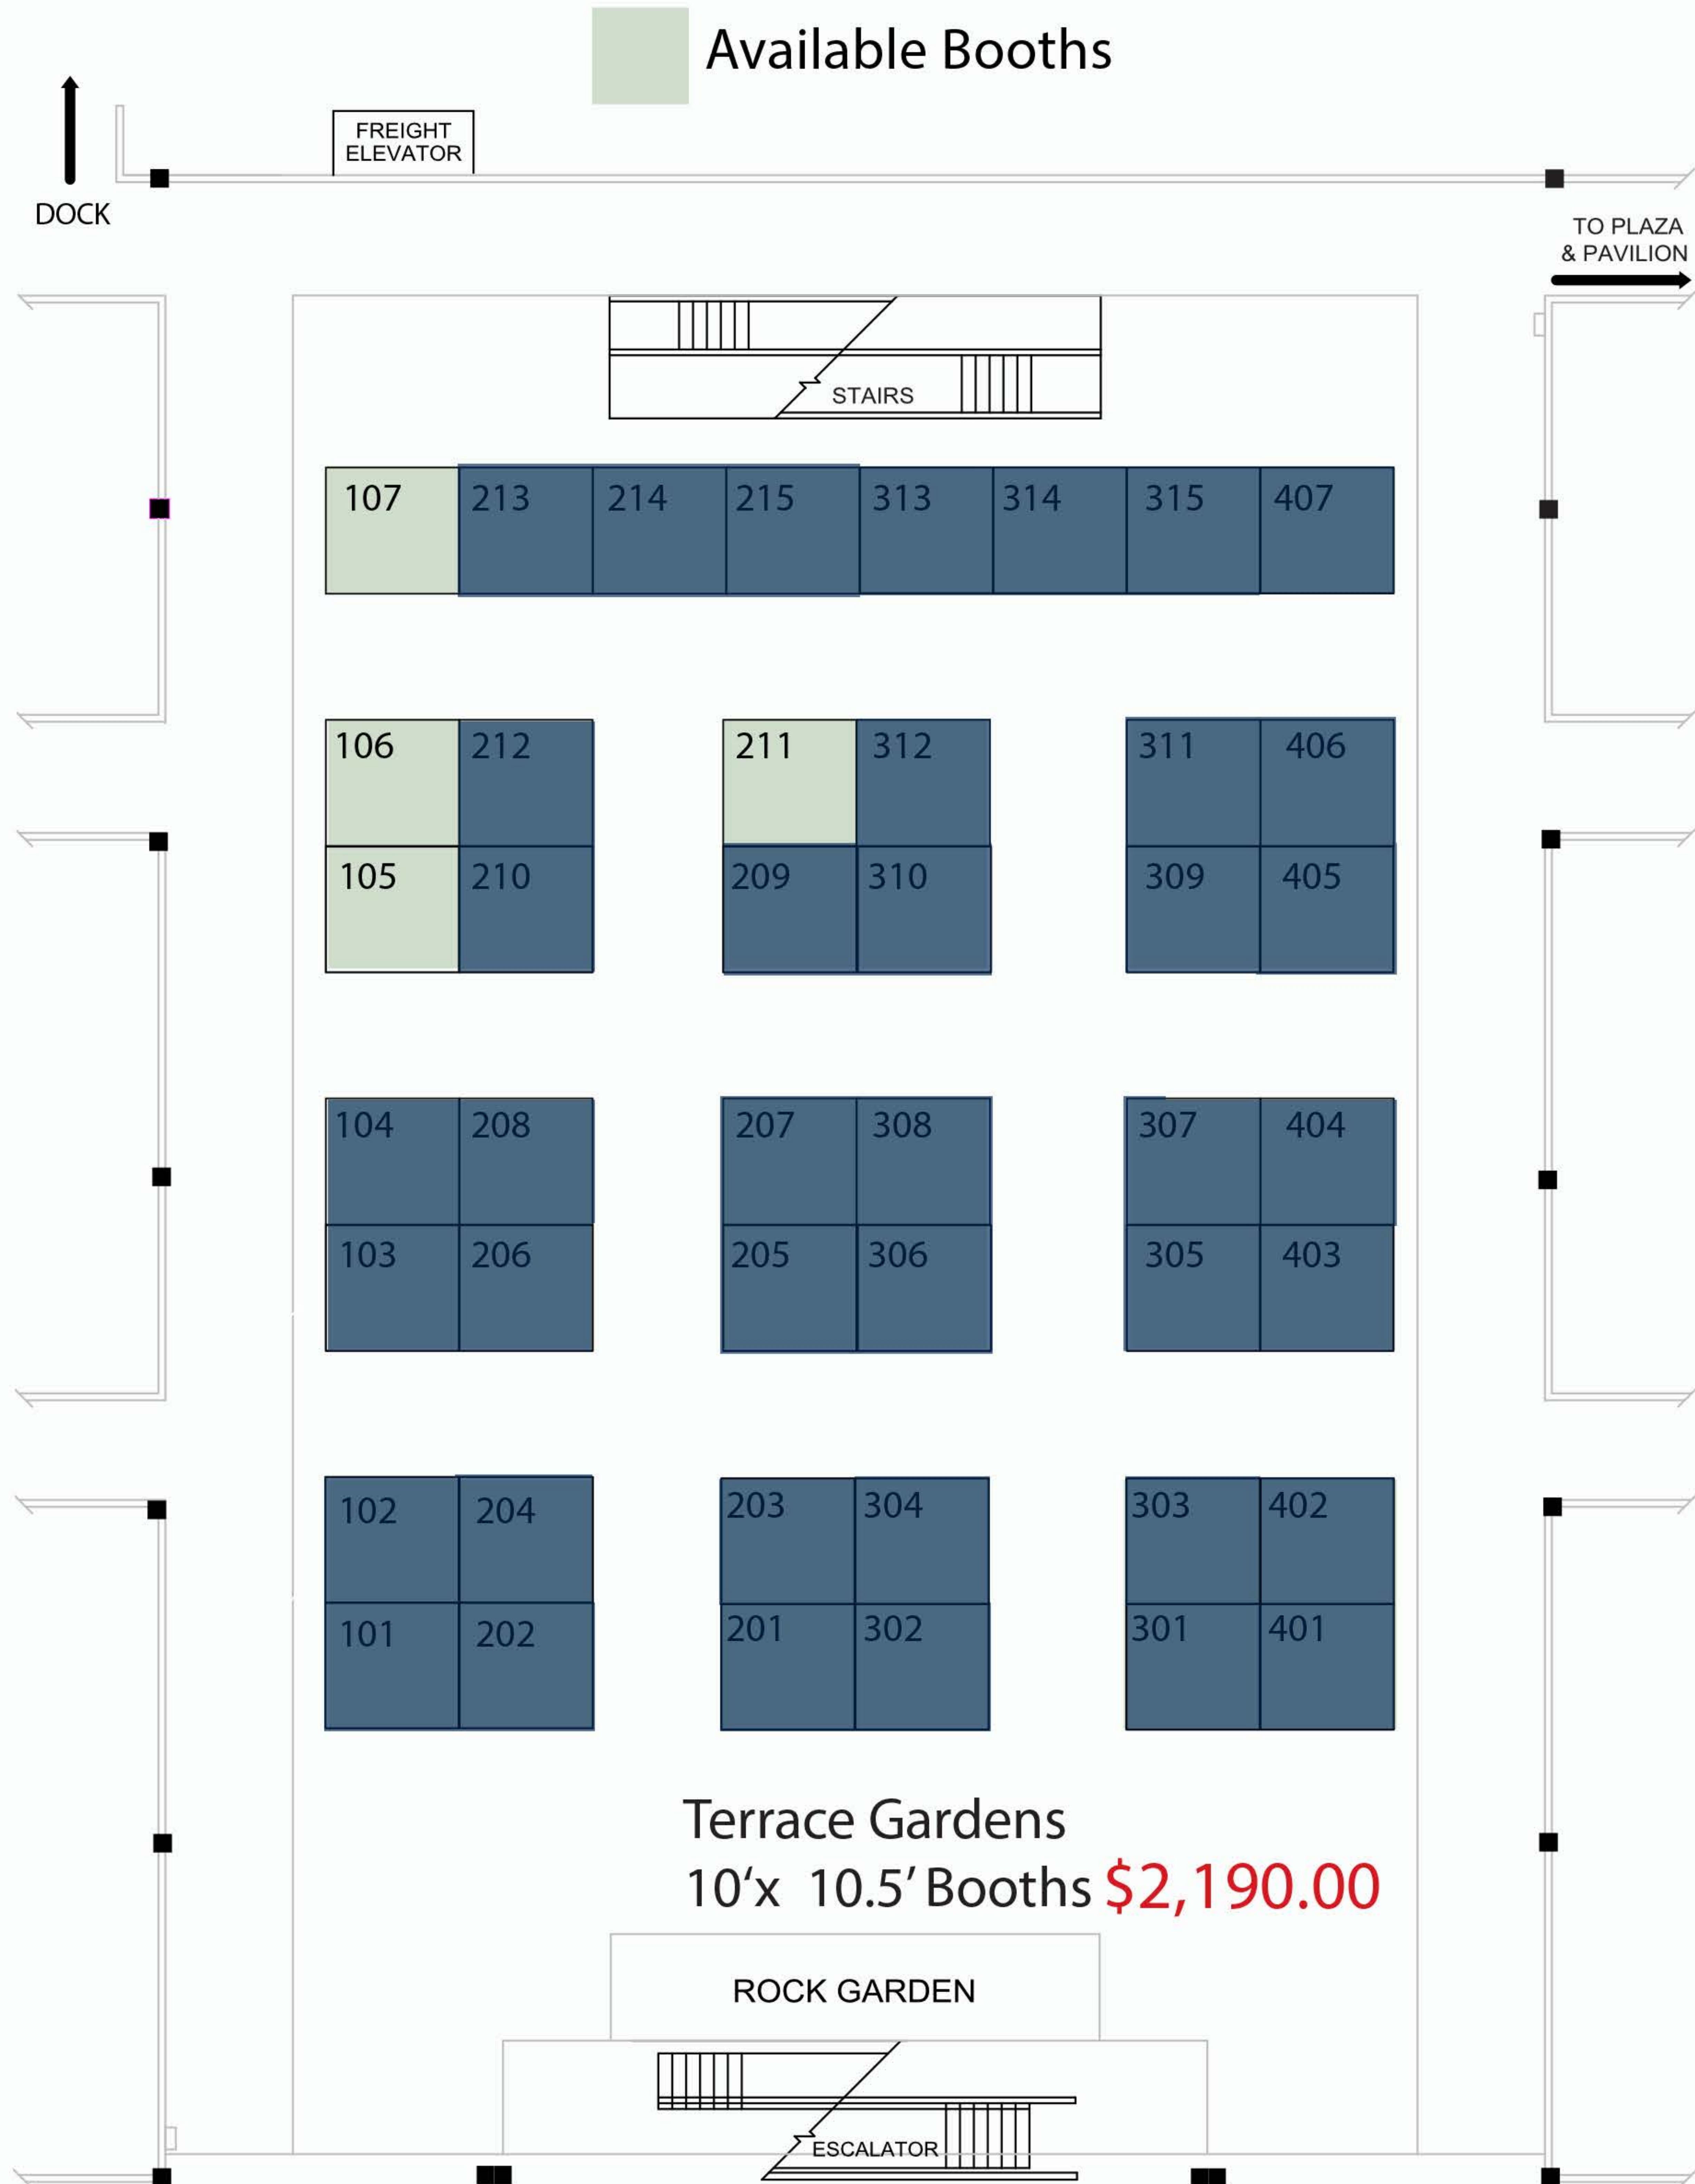 Available Booths
FREIGHT
ELEVATOR
DOCK
TO PLAZA
& PAVILION
STAIRS
107 213 214 215 313 314 315 407
106 212 211 312 311 406
105 210 209 310 309 405
104 208 207 308 307 404
103 206 205 306 305 403
102 204 203 304 303 402
101 202 201 302 301 401
Terrace Gardens
10‘x 10.5’ Booths $2,190.00
ROCK GARDEN
ESCALATOR